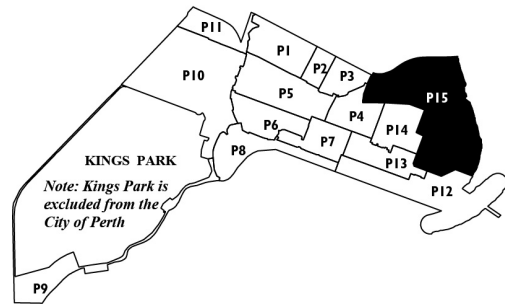 P11
P1
P2
P3
P10
P5
P15
P4
P6
P14
P8
P7
P13
P12
KINGS PARK
Note: Kings Park is
excluded from the
City of Perth
P9